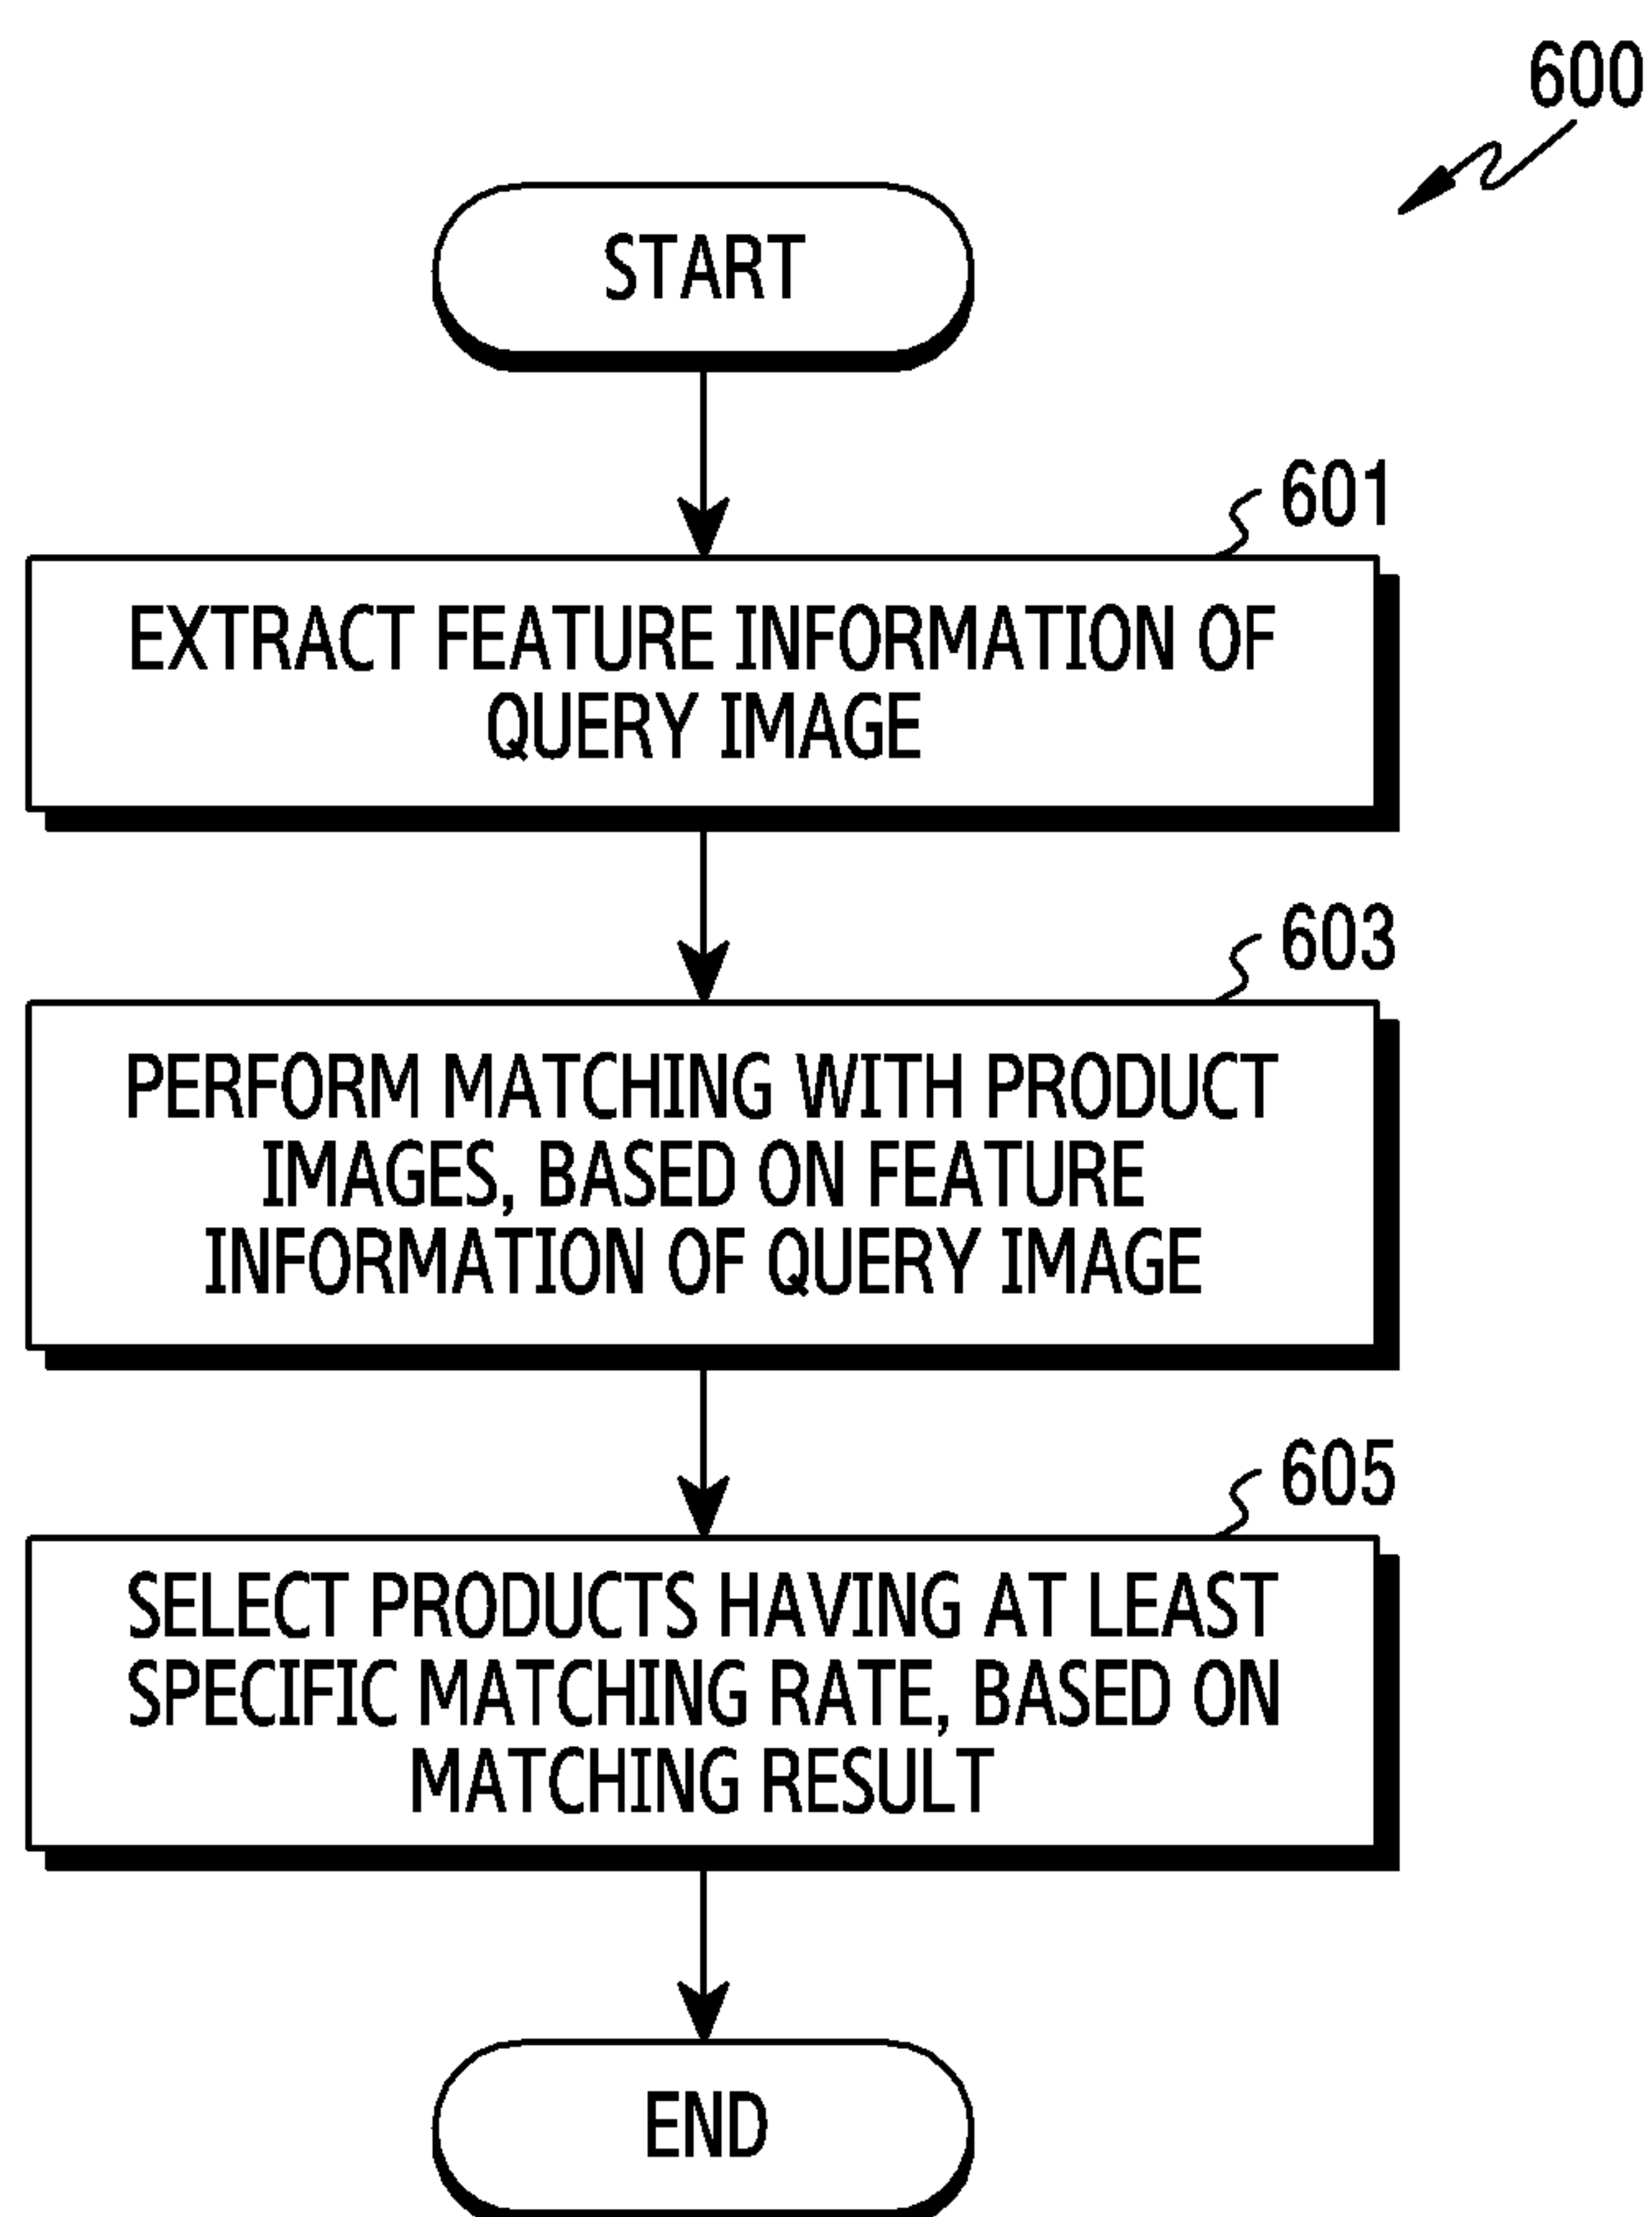 600
START
601
EXTRACT FEATURE INFORMATION OF
QUERY IMAGE
603
PERFORM MATCHING WITH PRODUCT
IMAGES, BASED ON FEATURE
INFORMATION OF QUERY IMAGE
605
SELECT PRODUCTS HAVING AT LEAST
SPECIFIC MATCHING RATE, BASED ON
MATCHING RESULT
END